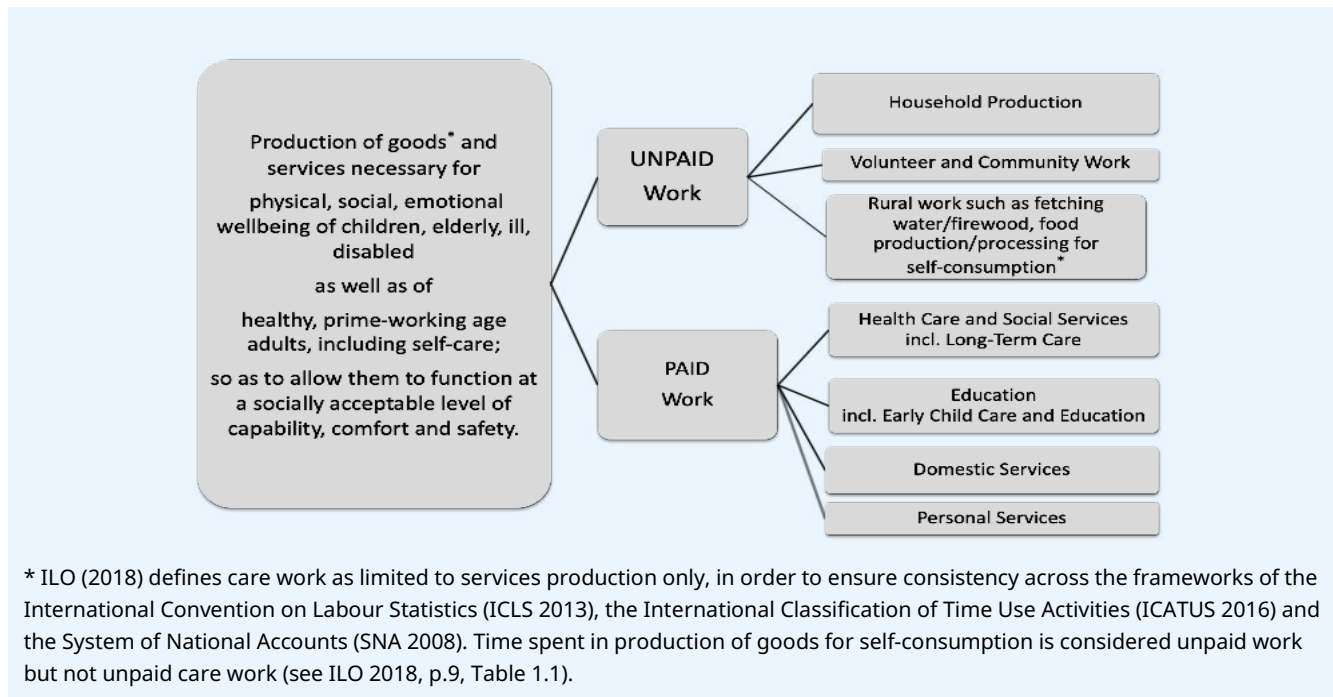 Production of goods* and
services necessary for
physical, social, emotional
wellbeing of children, elderly, ill,
disabled
as well as of
healthy, prime-working age
adults, including self-care;
so as to allow them to function at
a socially acceptable level of
capability, comfort and safety.
UNPAID
Work
Household Production
Volunteer and Community Work
Rural work such as fetching
water/firewood, food
production/processing for
self-consumption*
PAID
Work
Health Care and Social Services
incl. Long-Term Care
Education
incl. Early Child Care and Education
Domestic Services
Personal Services
* ILO (2018) defines care work as limited to services production only, in order to ensure consistency across the frameworks of the
International Convention on Labour Statistics (ICLS 2013), the International Classification of Time Use Activities (ICATUS 2016) and
the System of National Accounts (SNA 2008). Time spent in production of goods for self-consumption is considered unpaid work
but not unpaid care work (see ILO 2018, p.9, Table 1.1).